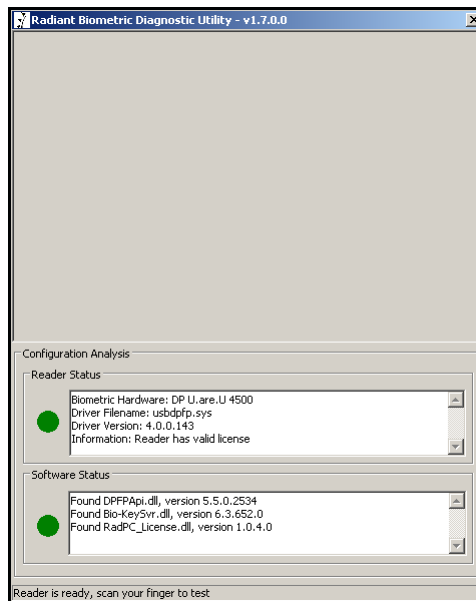 Radiant Biometric Diagnostic Utility - v1.7.0.0
Configuration Analysis
Reader Status
Biometric Hardware: DP U.are.U 4500
Driver Filename: usbdpfp.sys
Driver Version: 4.0.0.143
Information: Reader has valid license
Software Status
Found DPFPApi.dll, version 5.5.0.2534
Found Bio-KeySvr.dll, version 6.3.652.0
Found RadPC_License.dll, version 1.0.4.0
Reader is ready, scan your finger to test